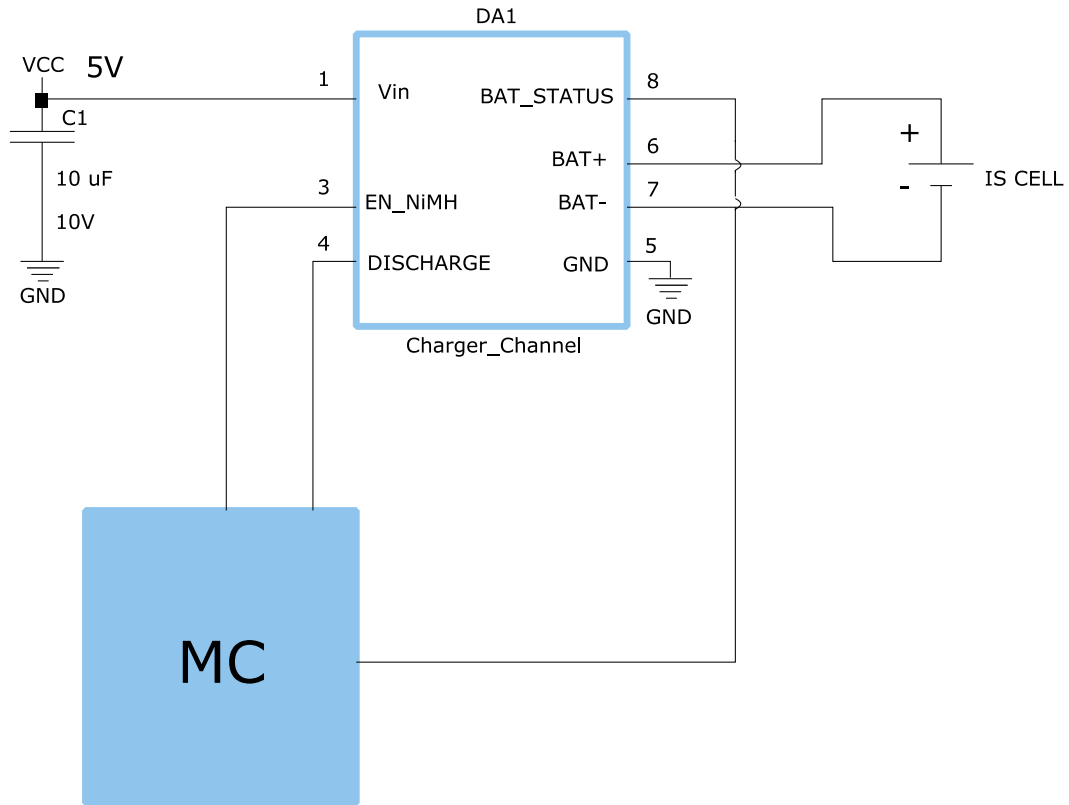 DA1
VCC 5V
1
Vin
BAT_STATUS
8
C1
BAT+
6
+
10 uF
3
EN_NiMH
BAT-
7
-
IS CELL
10V
4
DISCHARGE
GND
5
GND
GND
Charger_Channel
MC